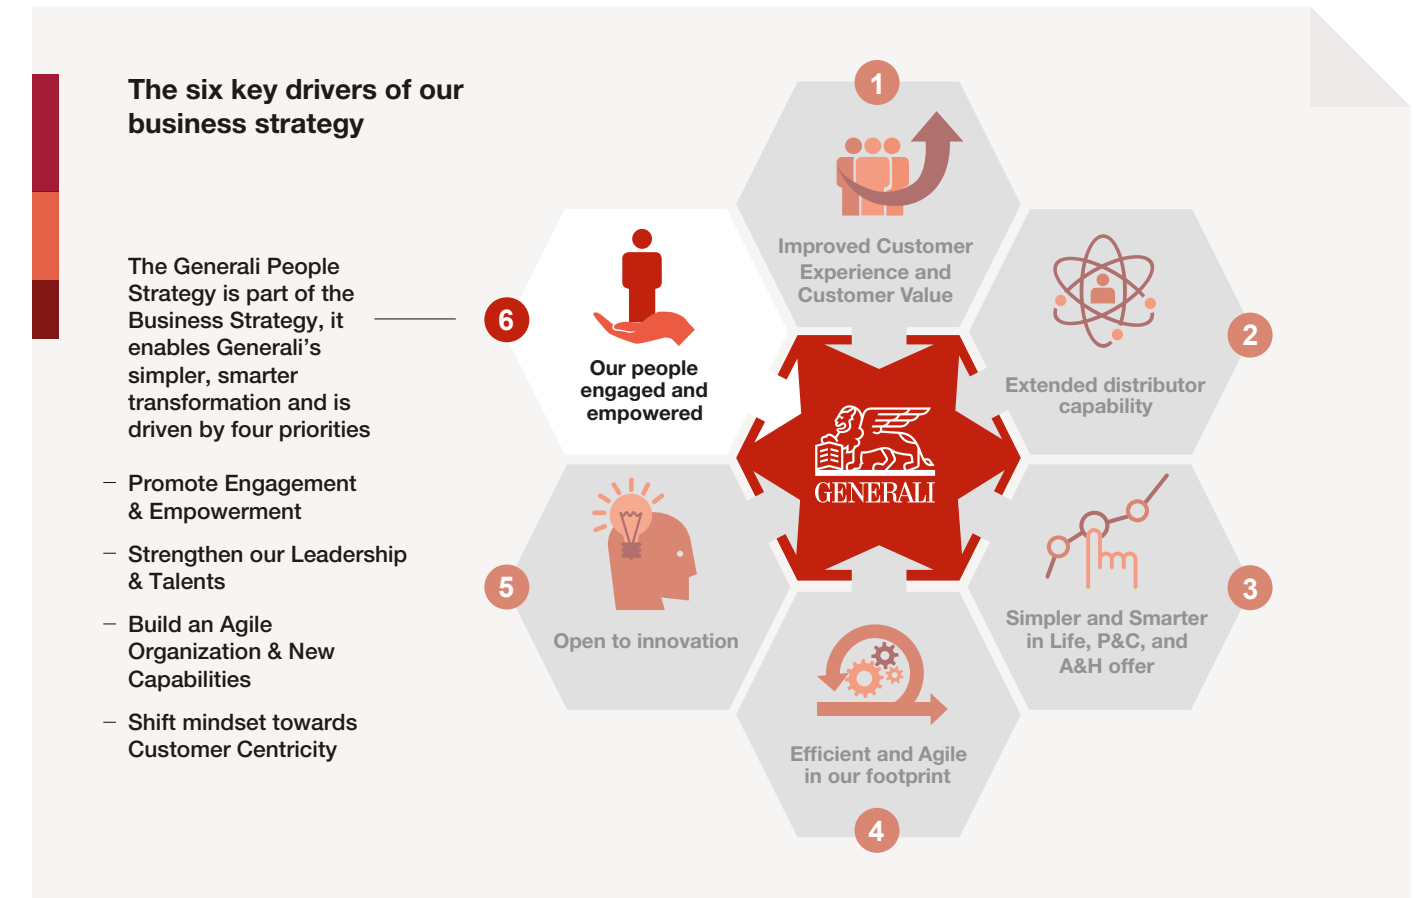 The six key drivers of our
business strategy
The Generali People
Strategy is part of the
Business Strategy, it
enables Generali’s
simpler, smarter
transformation and is
driven by four priorities
– Promote Engagement
& Empowerment
– Strengthen our Leadership
& Talents
– Build an Agile
Organization & New
Capabilities
– Shift mindset towards
Customer Centricity
1
Improved Customer
Experience and
Customer Value
2
Extended distributor
capability
3
Simpler and Smarter
in Life, P&C, and
A&H offer
4
Efficient and Agile
in our footprint
5
Open to innovation
6
Our people
engaged and
empowered
GENERALI